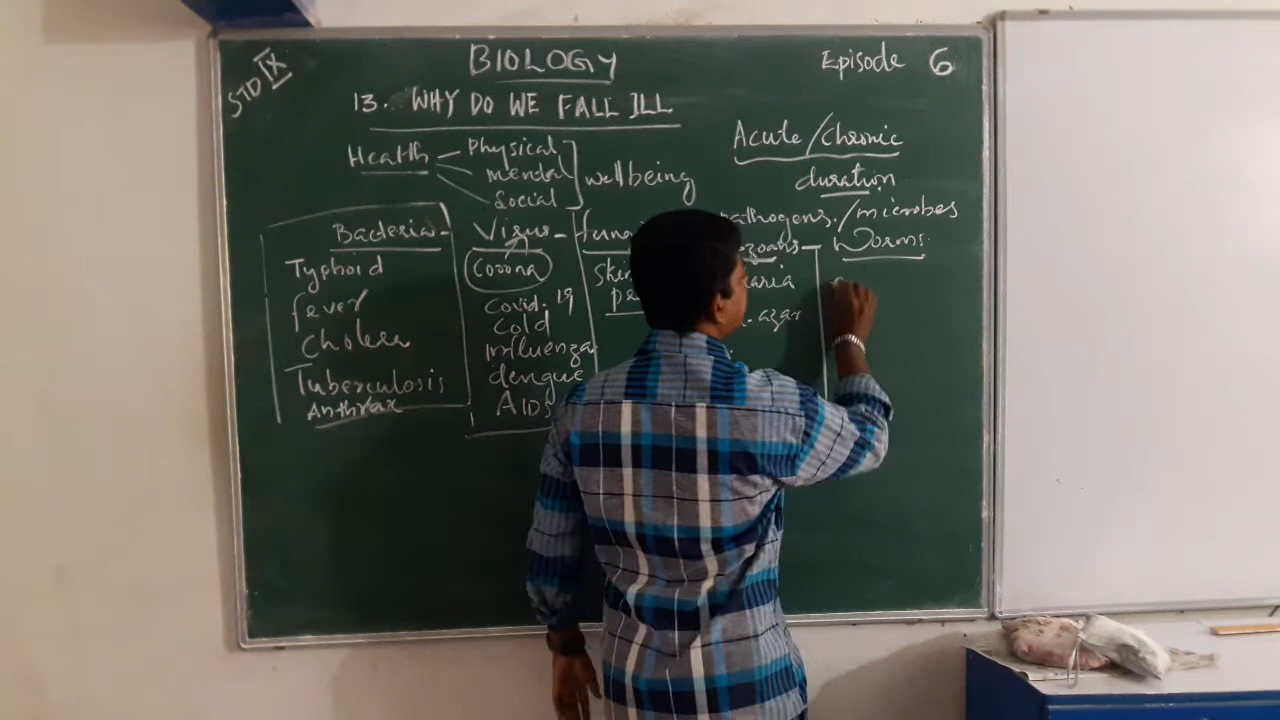 STD IX
BIOLOGY
Episode 6
13. WHY DO WE FALL ILL
Health
Physical
mental
Social
wellbeing
Acute/Chronic
duration
pathogens./microbes
Bacteria
Typhoid
fever
Cholera
Tuberculosis
Anthrax
Virus
Corona
Covid.19
Cold
influenza
dengue
AIDS
Worms